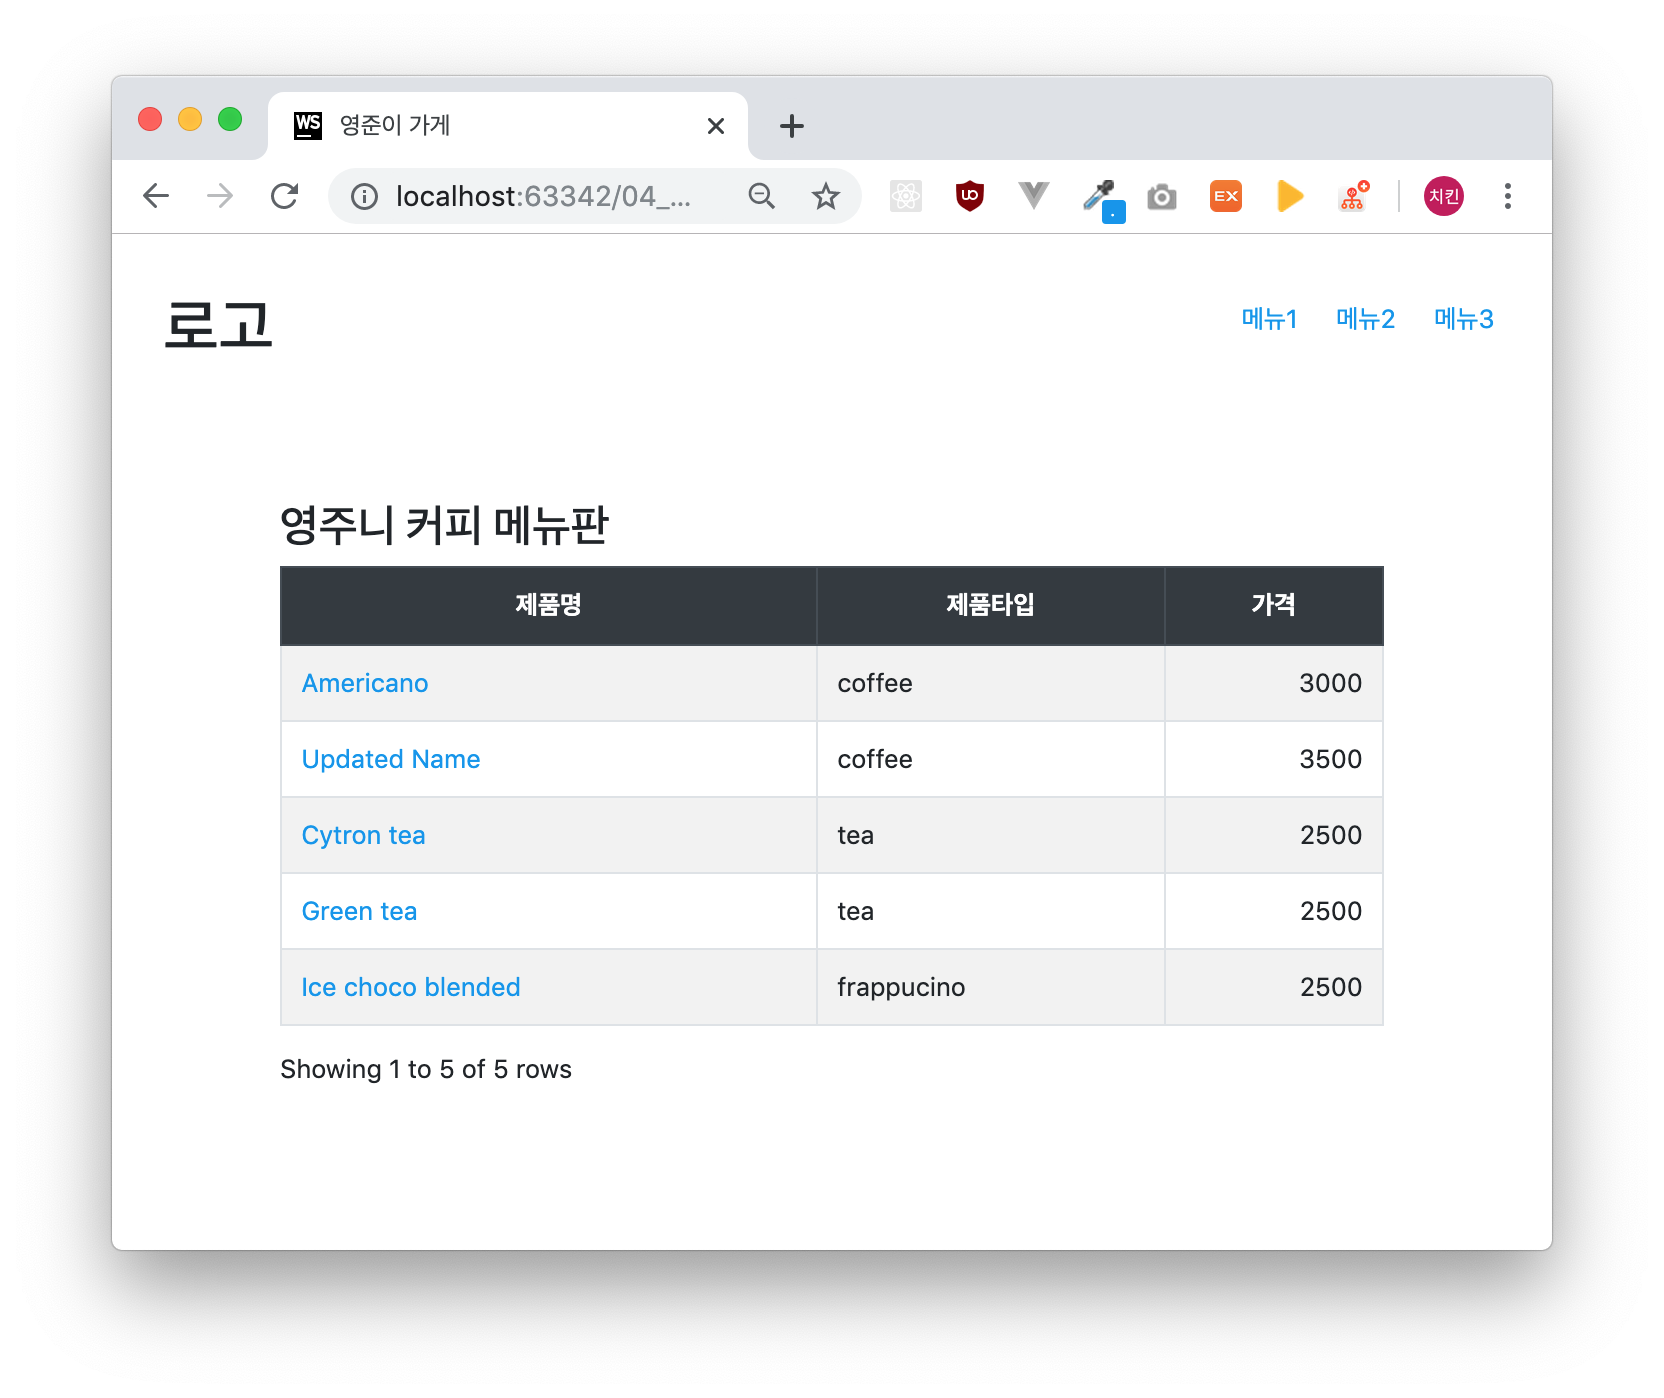 WS 영준이 가게
localhost:63342/04_...
EX
치킨
로고
메뉴1 메뉴2 메뉴3
영주니 커피 메뉴판
제품명 제품타입 가격
Americano coffee 3000
Updated Name coffee 3500
Cytron tea tea 2500
Green tea tea 2500
Ice choco blended frappucino 2500
Showing 1 to 5 of 5 rows